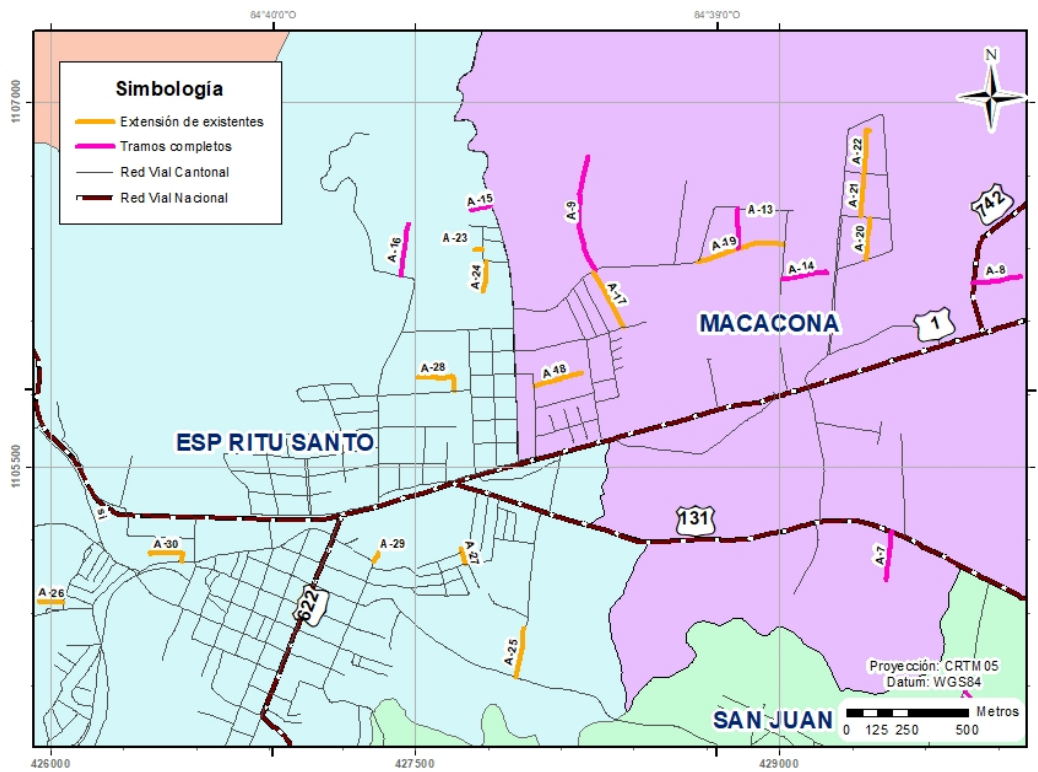 84°40'0"O
84°39'0"O
1107000
Simbología
Extensión de existentes
Tramos completos
Red Vial Cantonal
Red Vial Nacional
N
A-22
A-21
A-20
A-15
A-9
A-13
742
A-16
A-23
A-19
A-24
A-14
A-8
A-17
MACACONA
1
A-28
A-18
ESP RITU SANTO
1105500
131
A-30
A-29
A-27
A-7
A-26
622
A-25
Proyección: CRTM05
Datum: WGS84
SAN JUAN
Metros
0 125 250 500
426000
427500
429000